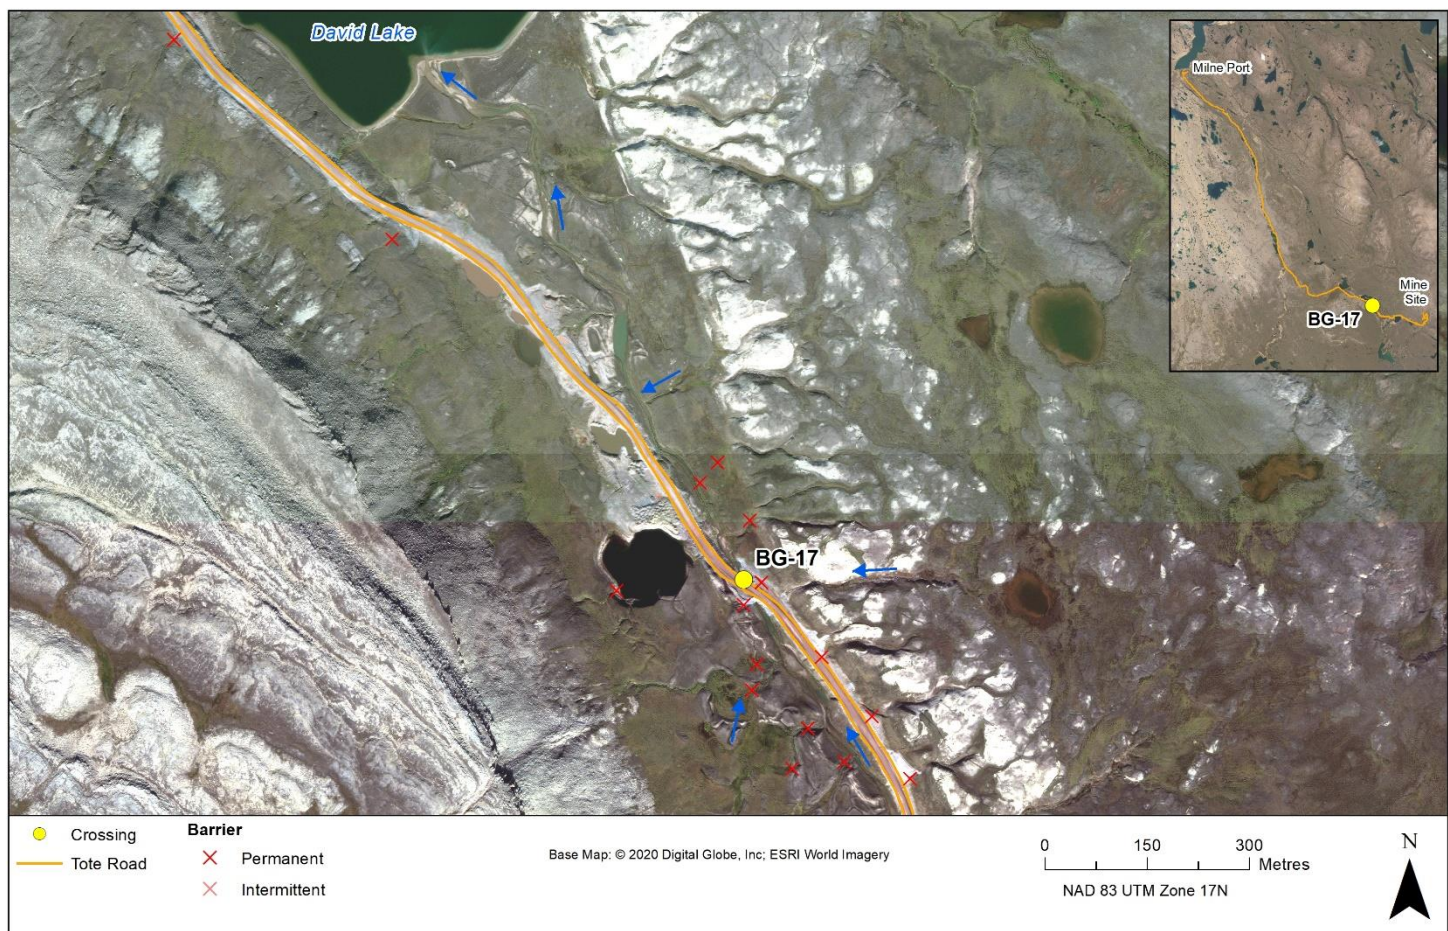 David Lake
Milne Port
Mine
Site
BG-17
BG-17
Crossing
Tote Road
Barrier
Permanent
Intermittent
Base Map: © 2020 Digital Globe, Inc; ESRI World Imagery
0 150 300
Metres
NAD 83 UTM Zone 17N
N